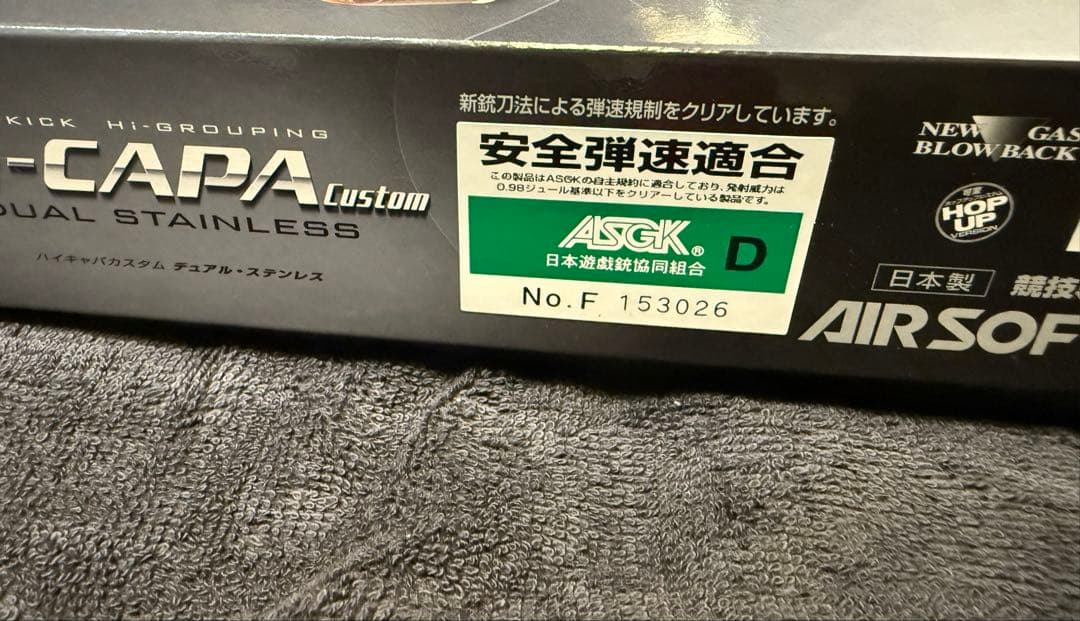 KICK Hi-GROUPING
-CAPA Custom
DUAL STAINLESS
ハイキャパカスタム デュアル・ステンレス
新銃刀法による弾速規制をクリアしています。
安全弾速適合
この製品はASGKの自主規約に適合しており、発射威力は
0.98ジュール基準以下をクリアーしている製品です。
ASGK® D
日本遊戯銃協同組合
No.F 153026
NEW GAS
BLOWBACK
HOP
UP
VERSION
日本製 競技
AIR SOF